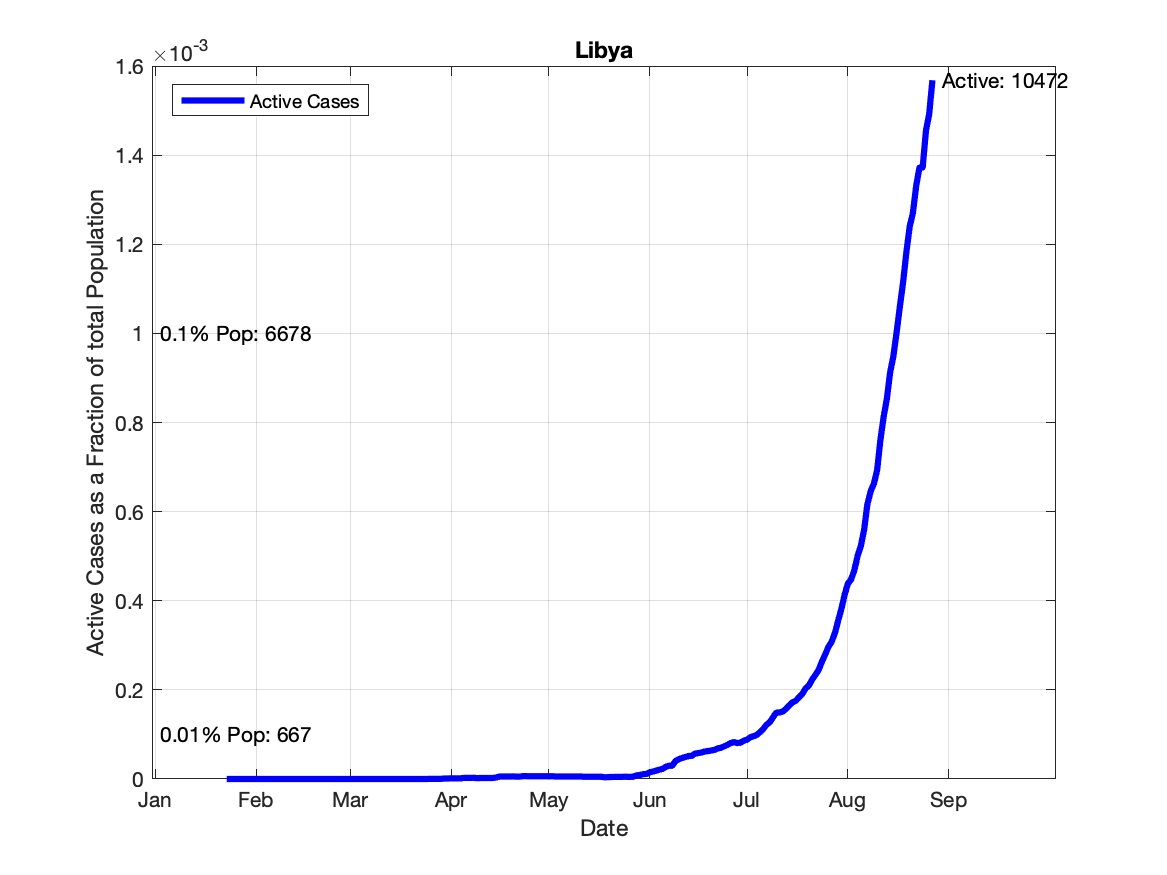 Libya
×10-3
1.6
1.4
1.2
1
0.8
0.6
0.4
0.2
0
Active Cases as a Fraction of total Population
Active Cases
Active: 10472
0.1% Pop: 6678
0.01% Pop: 667
Jan Feb Mar Apr May Jun Jul Aug Sep
Date